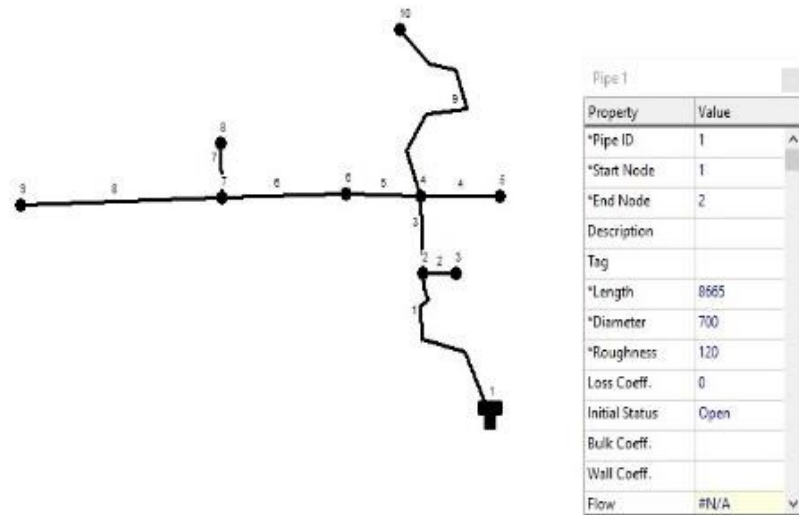 10
9
8
7
9
8
7
6
6
5
4
4
5
3
2
2
3
1
1
Pipe 1
Property Value
*Pipe ID 1
*Start Node 1
*End Node 2
Description
Tag
*Length 8665
*Diameter 700
*Roughness 120
Loss Coeff. 0
Initial Status Open
Bulk Coeff.
Wall Coeff.
Flow #N/A